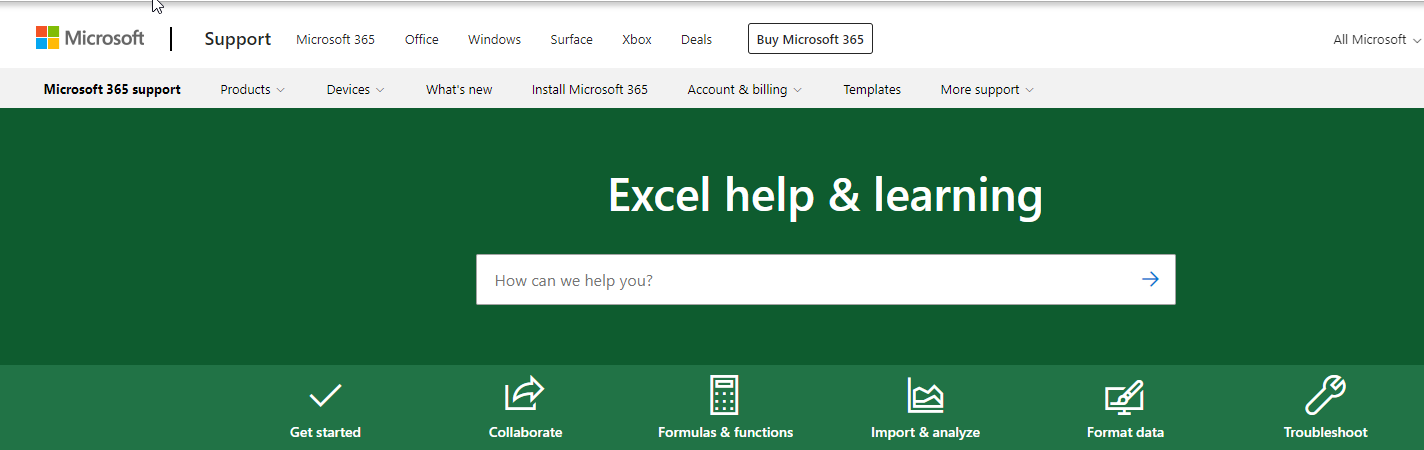 Microsoft Support Microsoft 365 Office Windows Surface Xbox Deals Buy Microsoft 365 All Microsoft
Microsoft 365 support Products Devices What's new Install Microsoft 365 Account & billing Templates More support
Excel help & learning
How can we help you?
Get started Collaborate Formulas & functions Import & analyze Format data Troubleshoot